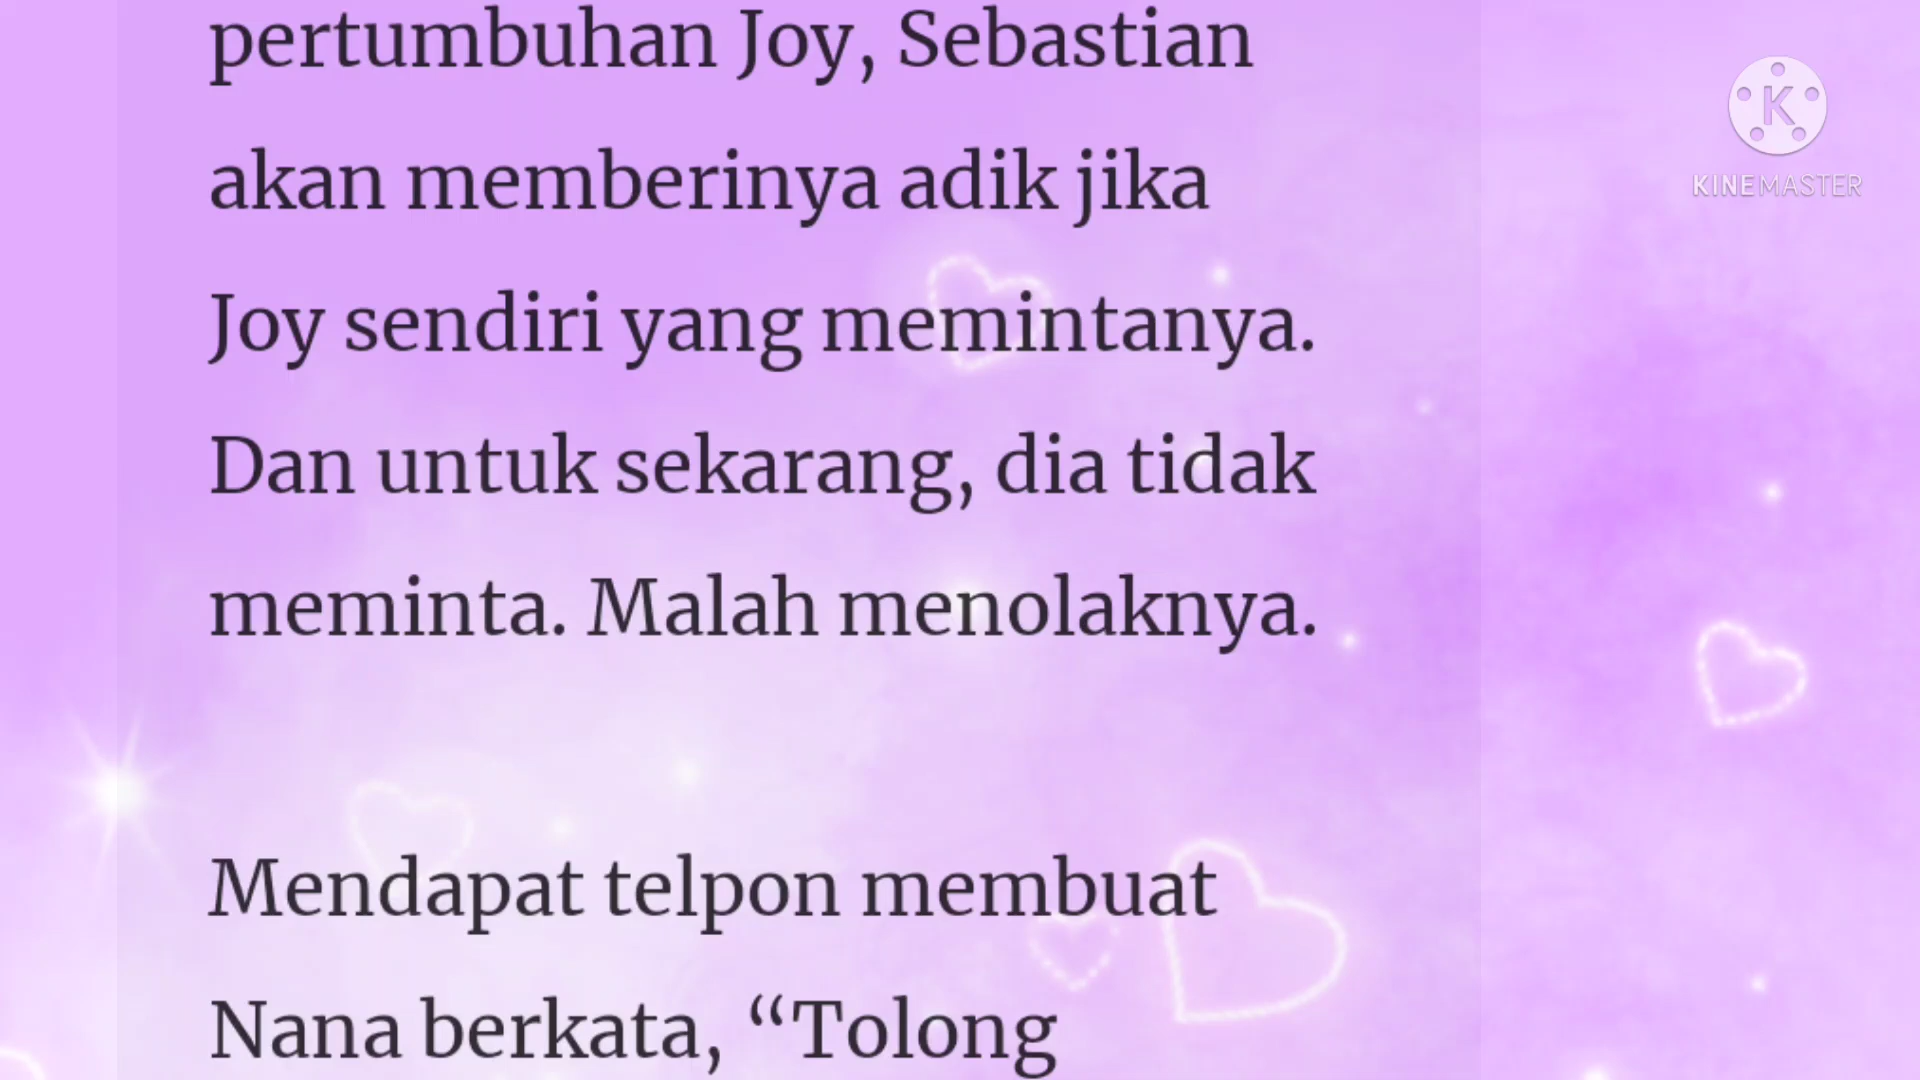 pertumbuhan Joy, Sebastian
akan memberinya adik jika
Joy sendiri yang memintanya.
Dan untuk sekarang, dia tidak
meminta. Malah menolaknya.
Mendapat telpon membuat
Nana berkata, “Tolong
K
KINEMASTER